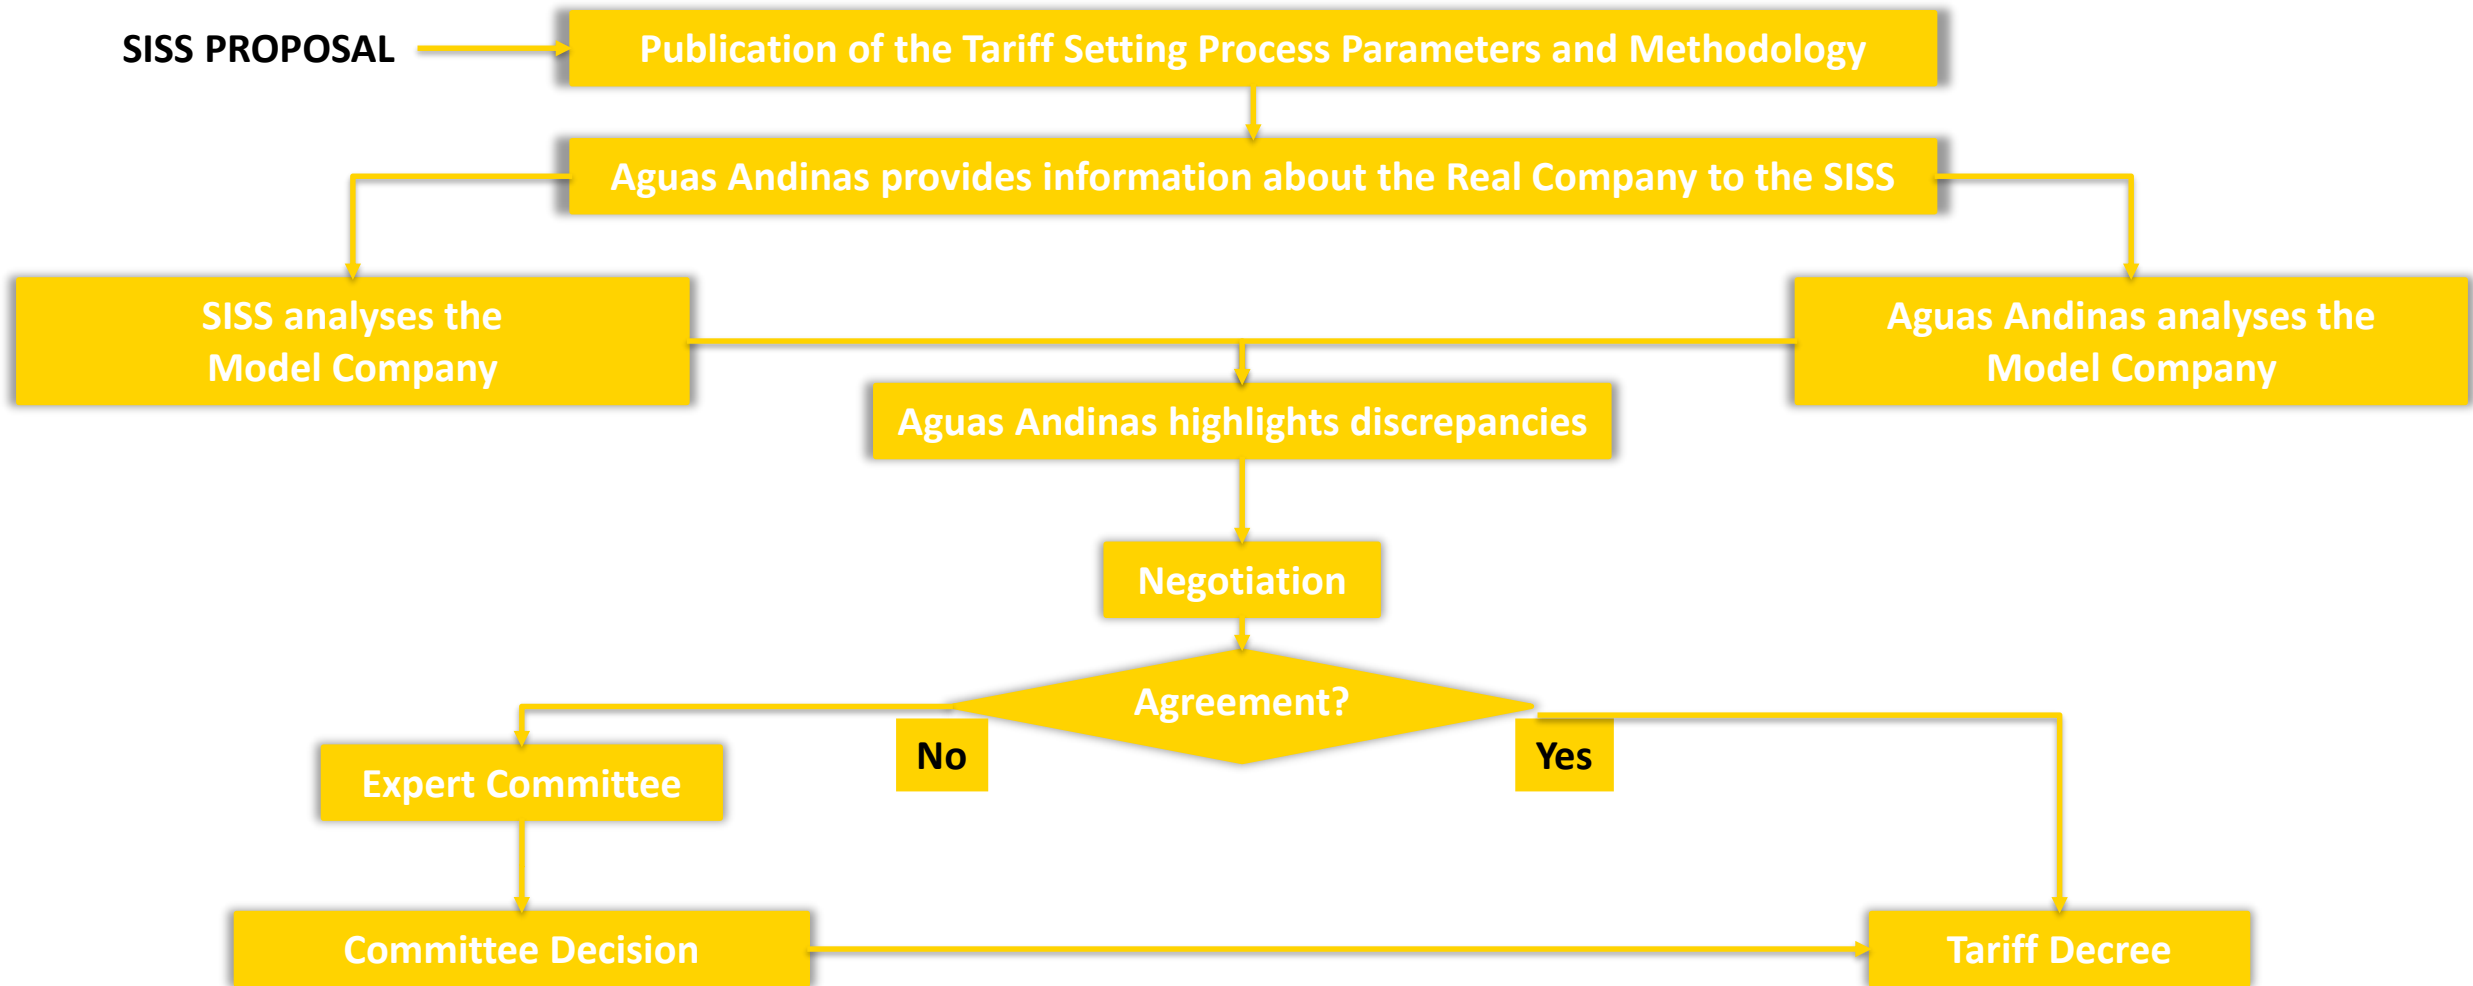 SISS PROPOSAL
Publication of the Tariff Setting Process Parameters and Methodology
Aguas Andinas provides information about the Real Company to the SISS
SISS analyses the
Model Company
Aguas Andinas analyses the
Model Company
Aguas Andinas highlights discrepancies
Negotiation
Agreement?
No
Yes
Expert Committee
Committee Decision
Tariff Decree